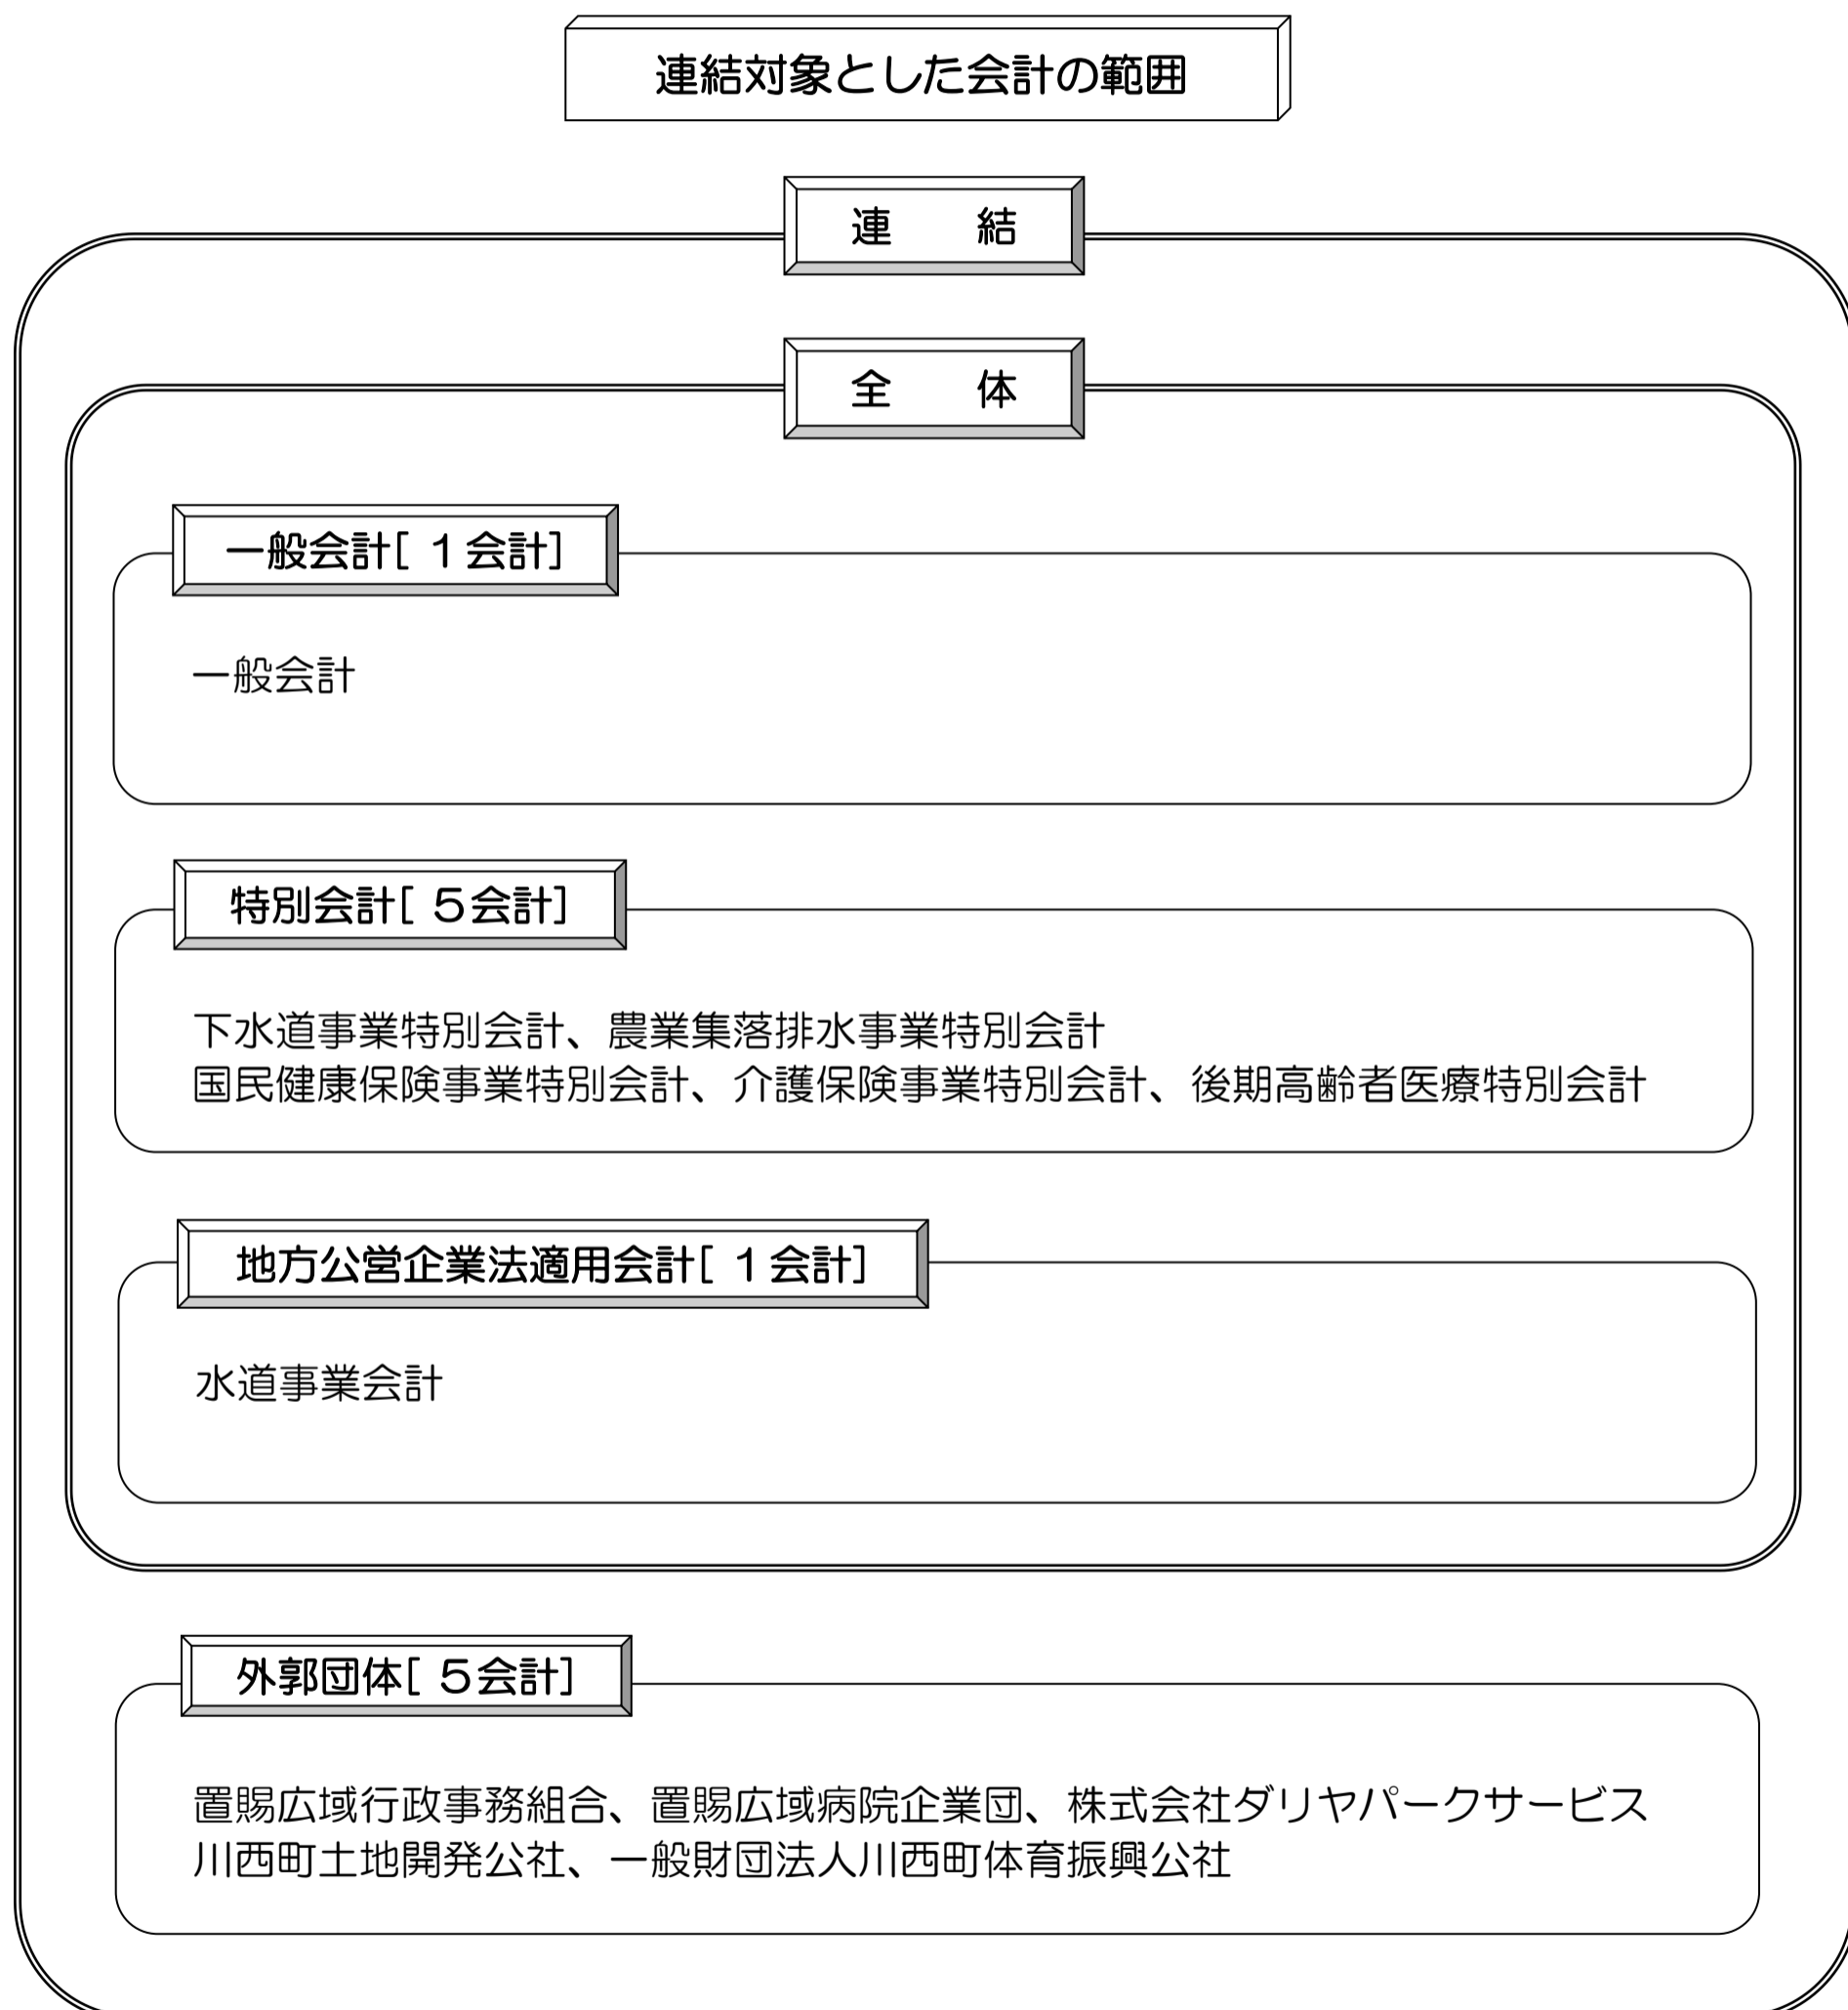 連結対象とした会計の範囲
連　　結
全　　体
一般会計[ 1 会計]
一般会計
特別会計[ 5会計]
下水道事業特別会計、農業集落排水事業特別会計
国民健康保険事業特別会計、介護保険事業特別会計、後期高齢者医療特別会計
地方公営企業法適用会計[ 1 会計]
水道事業会計
外部団体[ 5会計]
置賜広域行政事務組合、置賜広域病院企業団、株式会社ダリヤパークサービス
川西町土地開発公社、一般財団法人川西町体育振興公社